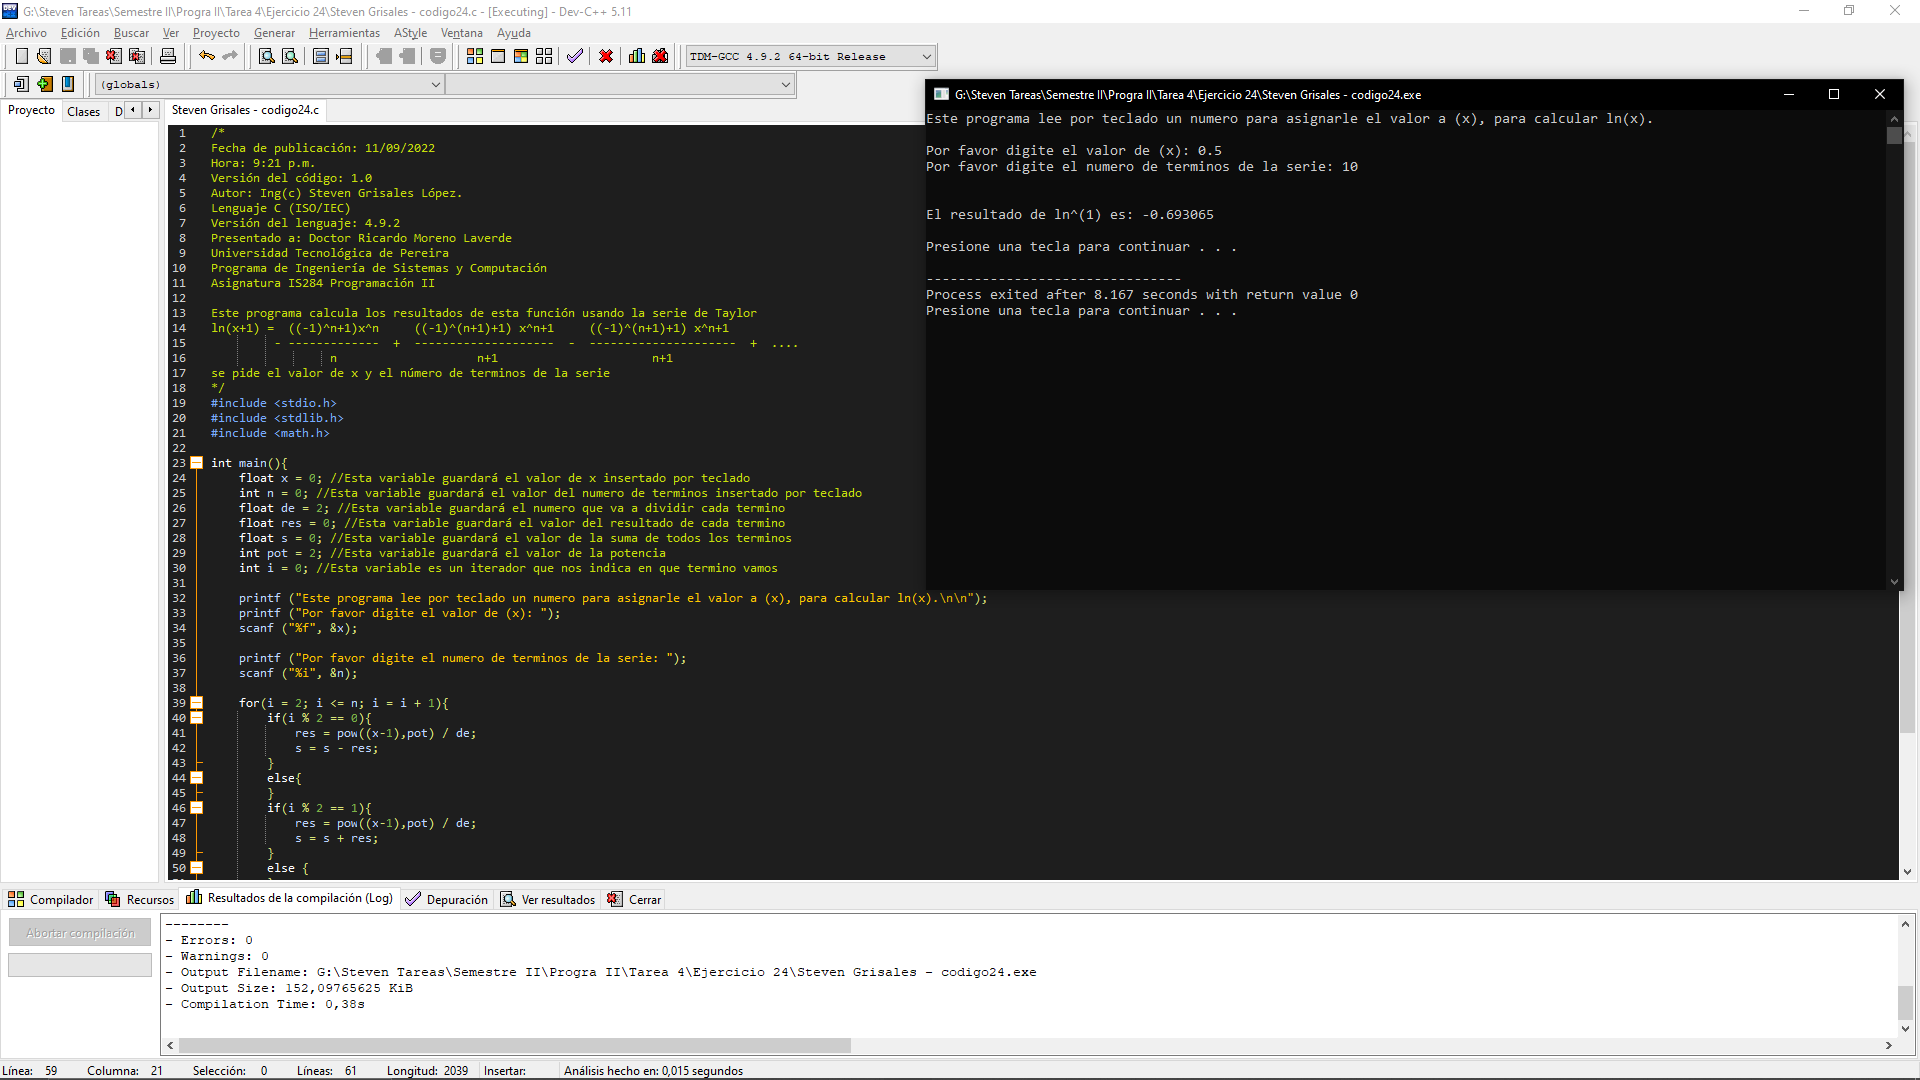 G:\Steven Tareas\Semestre II\Progra II\Tarea 4\Ejercicio 24\Steven Grisales - codigo24.c - [Executing] - Dev-C++ 5.11
Archivo Edición Buscar Ver Proyecto Generar Herramientas AStyle Ventana Ayuda
TDM-GCC 4.9.2 64-bit Release
(globals)
Proyecto Clases D
Steven Grisales - codigo24.c
1 /*
2 Fecha de publicación: 11/09/2022
3 Hora: 9:21 p.m.
4 Versión del código: 1.0
5 Autor: Ing(c) Steven Grisales López.
6 Lenguaje C (ISO/IEC)
7 Versión del lenguaje: 4.9.2
8 Presentado a: Doctor Ricardo Moreno Laverde
9 Universidad Tecnológica de Pereira
10 Programa de Ingeniería de Sistemas y Computación
11 Asignatura IS284 Programación II
12
13 Este programa calcula los resultados de esta función usando la serie de Taylor
14 ln(x+1) = ((-1)^n+1)x^n ((-1)^(n+1)+1) x^n+1 ((-1)^(n+1)+1) x^n+1
15 - ------------- + -------------------- - --------------------- + ....
16 n n+1 n+1
17 se pide el valor de x y el número de terminos de la serie
18 */
19 #include <stdio.h>
20 #include <stdlib.h>
21 #include <math.h>
22
23 int main(){
24 float x = 0; //Esta variable guardará el valor de x insertado por teclado
25 int n = 0; //Esta variable guardará el valor del numero de terminos insertado por teclado
26 float de = 2; //Esta variable guardará el numero que va a dividir cada termino
27 float res = 0; //Esta variable guardará el valor del resultado de cada termino
28 float s = 0; //Esta variable guardará el valor de la suma de todos los terminos
29 int pot = 2; //Esta variable guardará el valor de la potencia
30 int i = 0; //Esta variable es un iterador que nos indica en que termino vamos
31
32 printf ("Este programa lee por teclado un numero para asignarle el valor a (x), para calcular ln(x).\n\n");
33 printf ("Por favor digite el valor de (x): ");
34 scanf ("%f", &x);
35
36 printf ("Por favor digite el numero de terminos de la serie: ");
37 scanf ("%i", &n);
38
39 for(i = 2; i <= n; i = i + 1){
40 if(i % 2 == 0){
41 res = pow((x-1),pot) / de;
42 s = s - res;
43 }
44 else{
45 }
46 if(i % 2 == 1){
47 res = pow((x-1),pot) / de;
48 s = s + res;
49 }
50 else {
G:\Steven Tareas\Semestre II\Progra II\Tarea 4\Ejercicio 24\Steven Grisales - codigo24.exe
Este programa lee por teclado un numero para asignarle el valor a (x), para calcular ln(x).
Por favor digite el valor de (x): 0.5
Por favor digite el numero de terminos de la serie: 10
El resultado de ln^(1) es: -0.693065
Presione una tecla para continuar . . .
--------------------------------
Process exited after 8.167 seconds with return value 0
Presione una tecla para continuar . . .
Compilador Recursos Resultados de la compilación (Log) Depuración Ver resultados Cerrar
Abortar compilación
--------
- Errors: 0
- Warnings: 0
- Output Filename: G:\Steven Tareas\Semestre II\Progra II\Tarea 4\Ejercicio 24\Steven Grisales - codigo24.exe
- Output Size: 152,09765625 KiB
- Compilation Time: 0,38s
Línea: 59 Columna: 21 Selección: 0 Líneas: 61 Longitud: 2039 Insertar: Análisis hecho en: 0,015 segundos